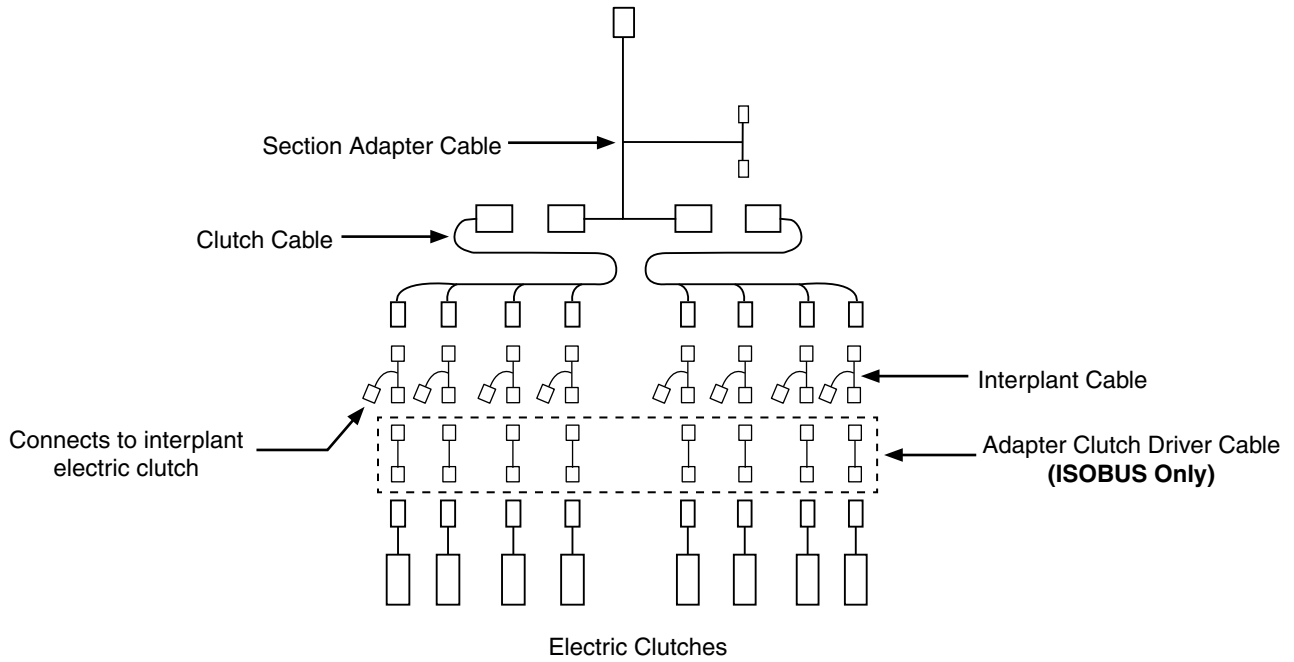 Section Adapter Cable
Clutch Cable
Interplant Cable
Connects to interplant
electric clutch
Adapter Clutch Driver Cable
(ISOBUS Only)
Electric Clutches